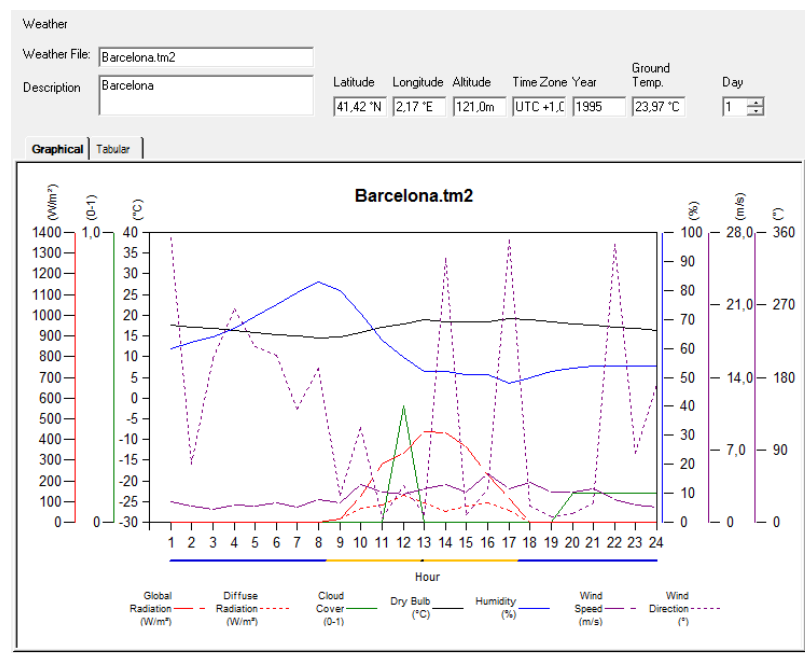 Weather
Weather File: Barcelona.tm2
Description Barcelona
Latitude Longitude Altitude Time Zone Year Ground Temp. Day
41,42 °N 2,17 °E 121,0m UTC +1,0 1995 23,97 °C 1
Graphical Tabular
Barcelona.tm2
(W/m²) (0-1) (°C) (%) (m/s) (°)
1400 1,0 40 100 28,0 360
1300 35
1200 30 90
1100 25 80
1000 20 21,0 270
900 15 70
800 10 60
700 5 50 14,0 180
600 0
500 -5 40
400 -10 30
300 -15 7,0 90
200 -20 20
100 -25 10
0 0 -30 0 0 0
1 2 3 4 5 6 7 8 9 10 11 12 13 14 15 16 17 18 19 20 21 22 23 24
Hour
Global Radiation (W/m²) Diffuse Radiation (W/m²) Cloud Cover (0-1) Dry Bulb (°C) Humidity (%) Wind Speed (m/s) Wind Direction (°)